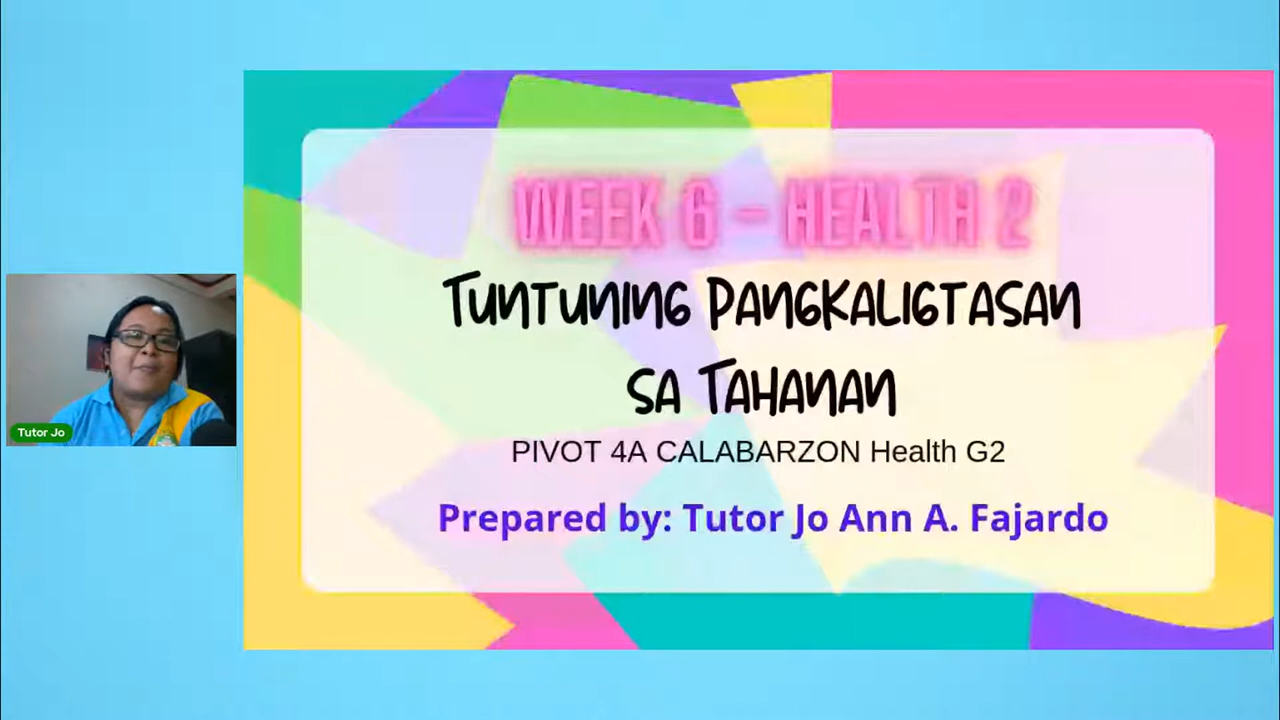 WEEK 6 - HEALTH 2
TUNTUNING PANGKALIGTASAN
SA TAHANAN
PIVOT 4A CALABARZON Health G2
Prepared by: Tutor Jo Ann A. Fajardo
Tutor Jo